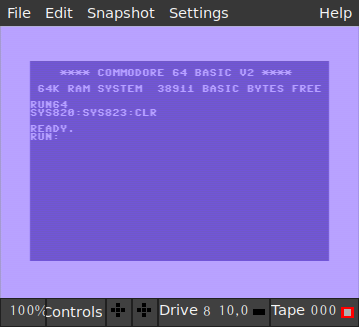 File Edit Snapshot Settings Help
**** COMMODORE 64 BASIC V2 ****
64K RAM SYSTEM 38911 BASIC BYTES FREE
RUN64
SYS820:SYS823:CLR
READY.
RUN:
100% Controls Drive 8 10,0 Tape 000